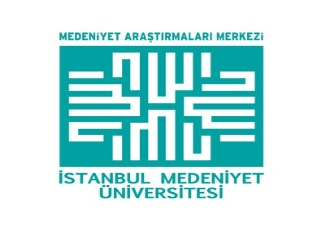 MEDENİYET ARAŞTIRMALARI MERKEZİ
İSTANBUL MEDENİYET
ÜNİVERSİTESİ